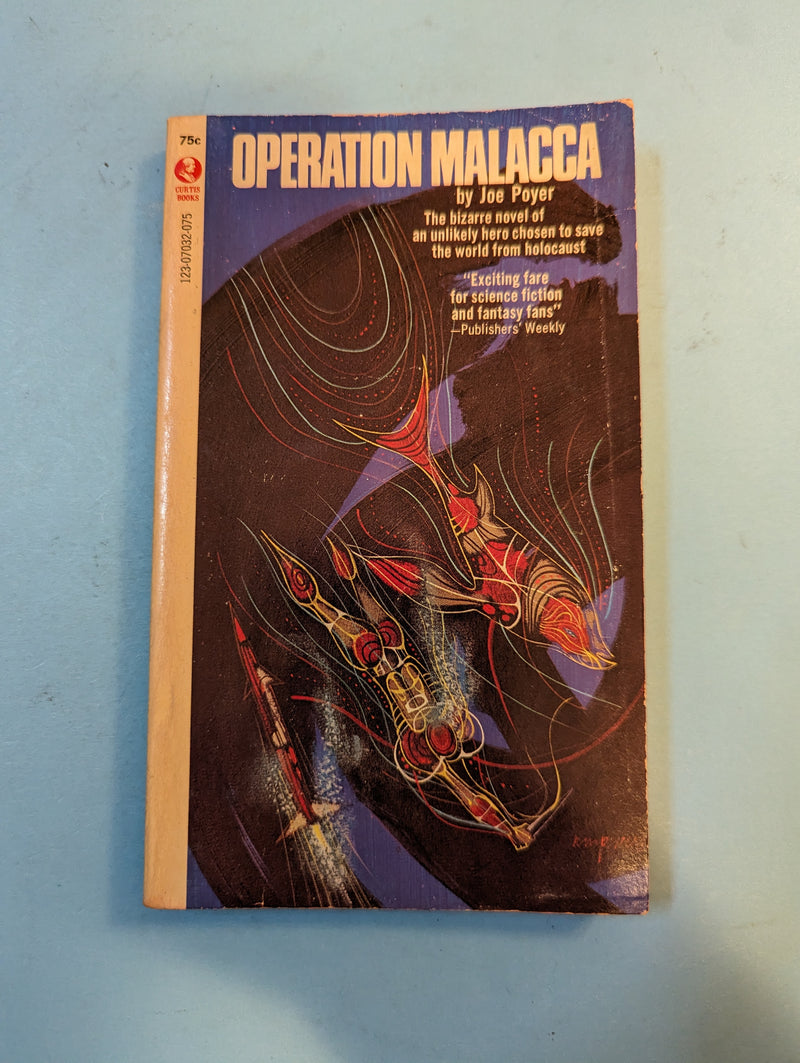 75c
CURTIS
BOOKS
123-07032-075
OPERATION MALACCA
by Joe Poyer
The bizarre novel of
an unlikely hero chosen to save
the world from holocaust
"Exciting fare
for science fiction
and fantasy fans"
—Publishers' Weekly